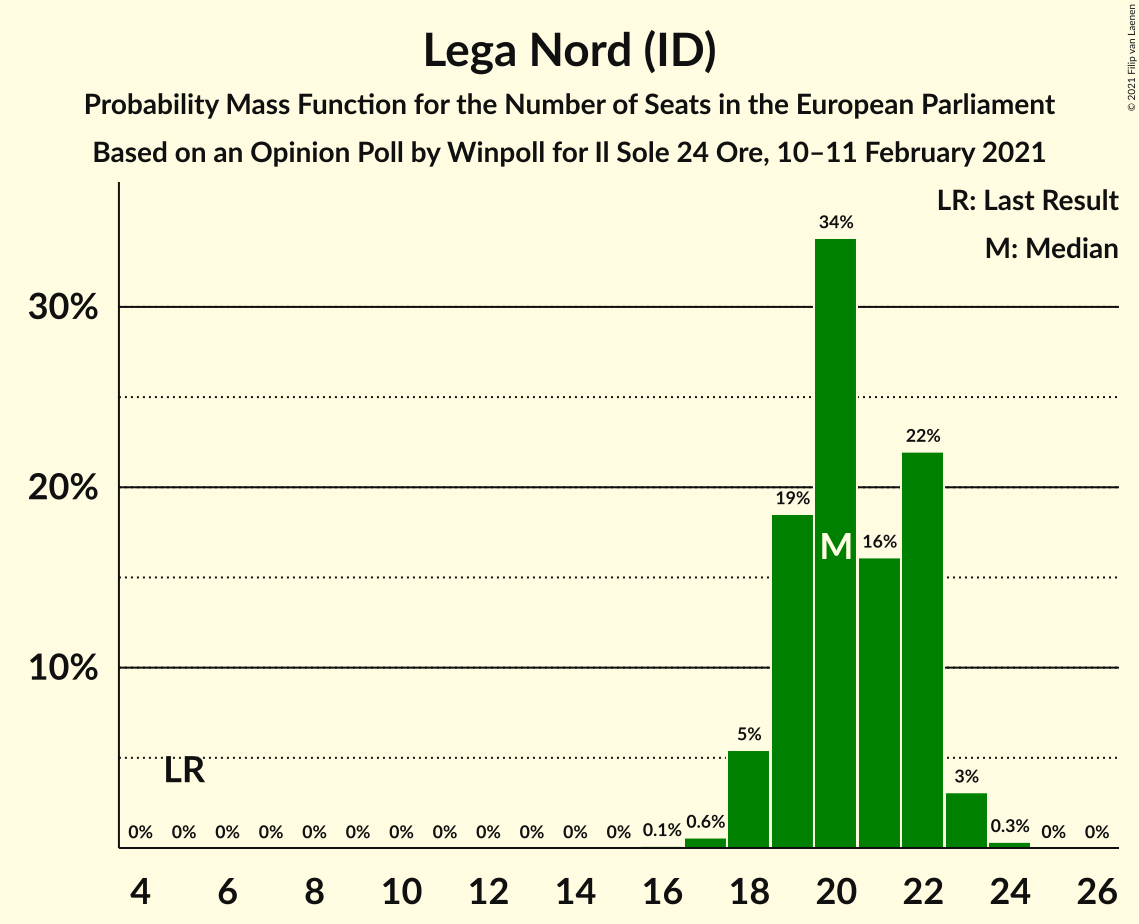 Lega Nord (ID)
Probability Mass Function for the Number of Seats in the European Parliament
Based on an Opinion Poll by Winpoll for Il Sole 24 Ore, 10–11 February 2021
© 2021 Filip van Laenen
LR: Last Result
M: Median
30%
20%
10%
34%
22%
19%
16%
M
5%
3%
LR
0% 0% 0% 0% 0% 0% 0% 0% 0% 0% 0% 0% 0.1% 0.6% 0.3% 0% 0%
4 6 8 10 12 14 16 18 20 22 24 26